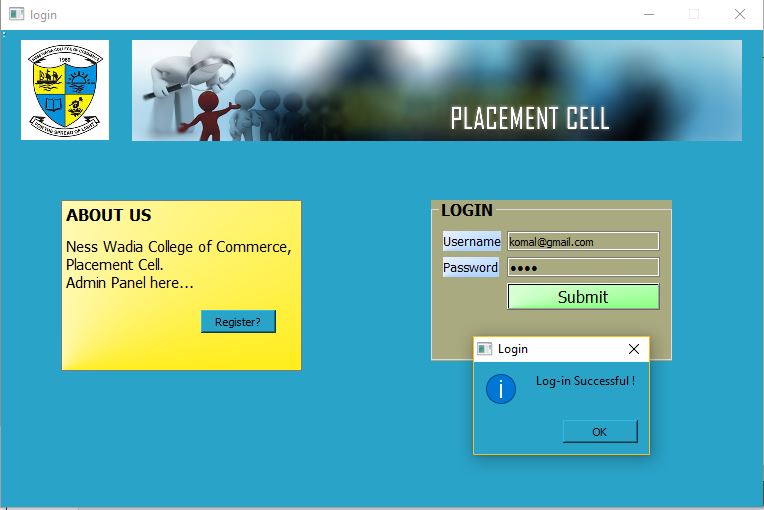 login
1969
PLACEMENT CELL
ABOUT US
Ness Wadia College of Commerce,
Placement Cell.
Admin Panel here...
Register?
LOGIN
Username
komal@gmail.com
Password
Submit
Login
Log-in Successful !
OK